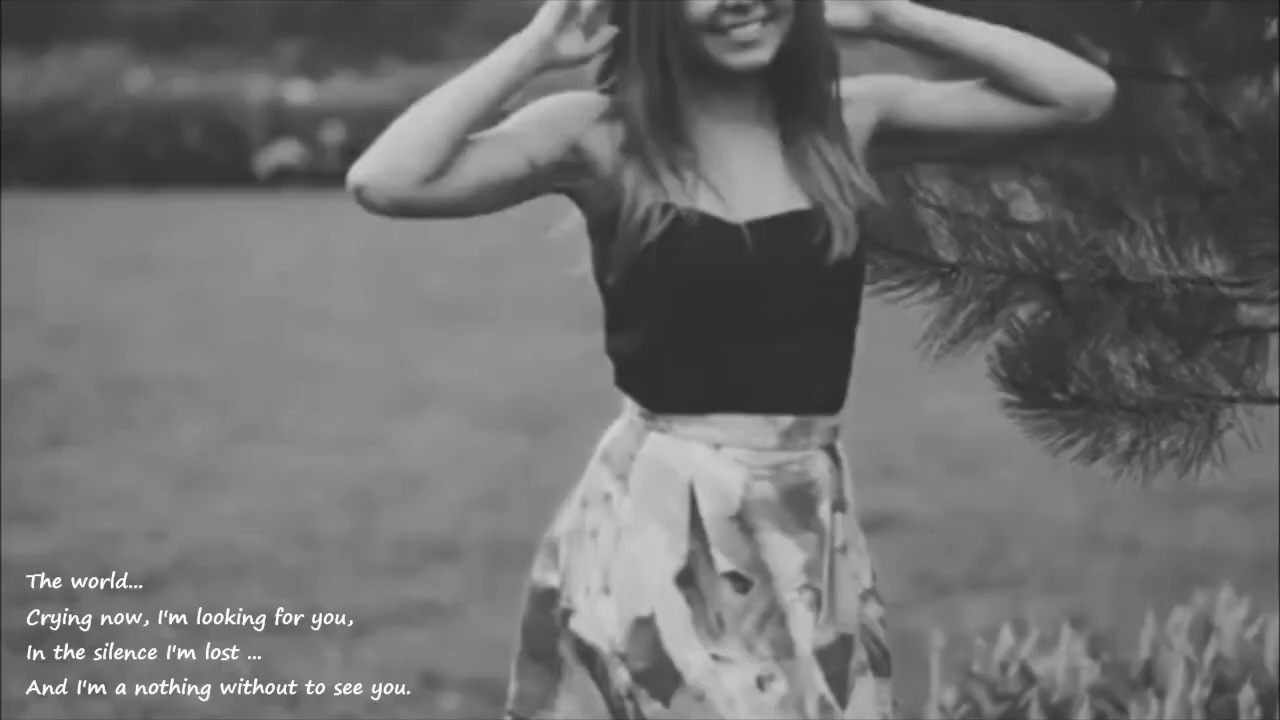 The world...
Crying now, I'm looking for you,
In the silence I'm lost ...
And I'm a nothing without to see you.